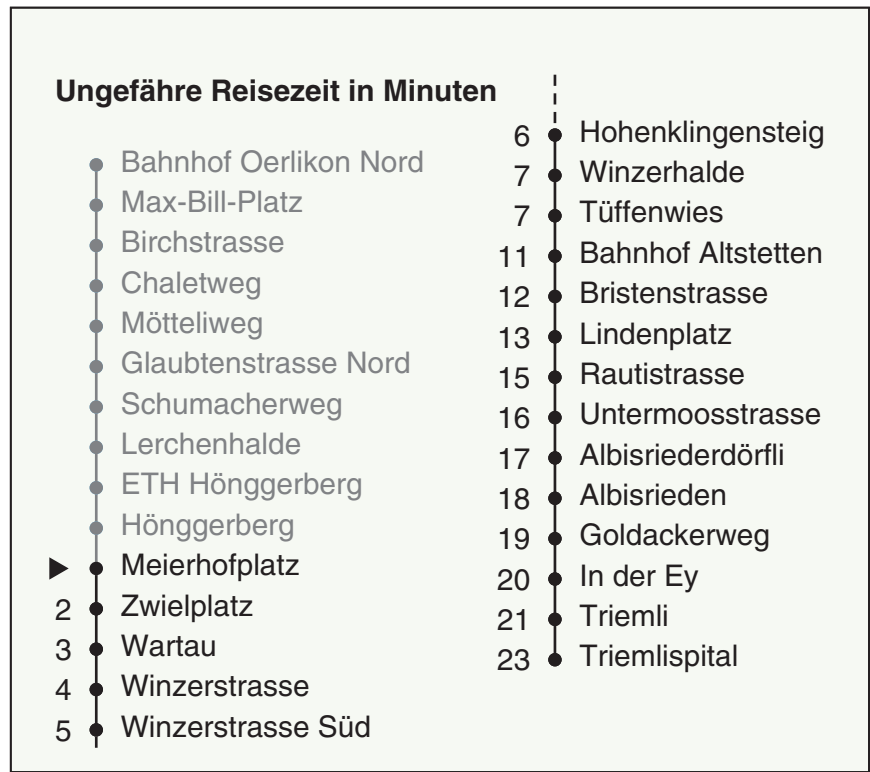 Ungefähre Reisezeit in Minuten
Bahnhof Oerlikon Nord
Max-Bill-Platz
Birchstrasse
Chaletweg
Mötteliweg
Glaubtenstrasse Nord
Schumacherweg
Lerchenhalde
ETH Hönggerberg
Hönggerberg
Meierhofplatz
2 Zwielplatz
3 Wartau
4 Winzerstrasse
5 Winzerstrasse Süd
6 Hohenklingensteig
7 Winzerhalde
7 Tüffenwies
11 Bahnhof Altstetten
12 Bristenstrasse
13 Lindenplatz
15 Rautistrasse
16 Untermoosstrasse
17 Albisriederdörfli
18 Albisrieden
19 Goldackerweg
20 In der Ey
21 Triemli
23 Triemlispital